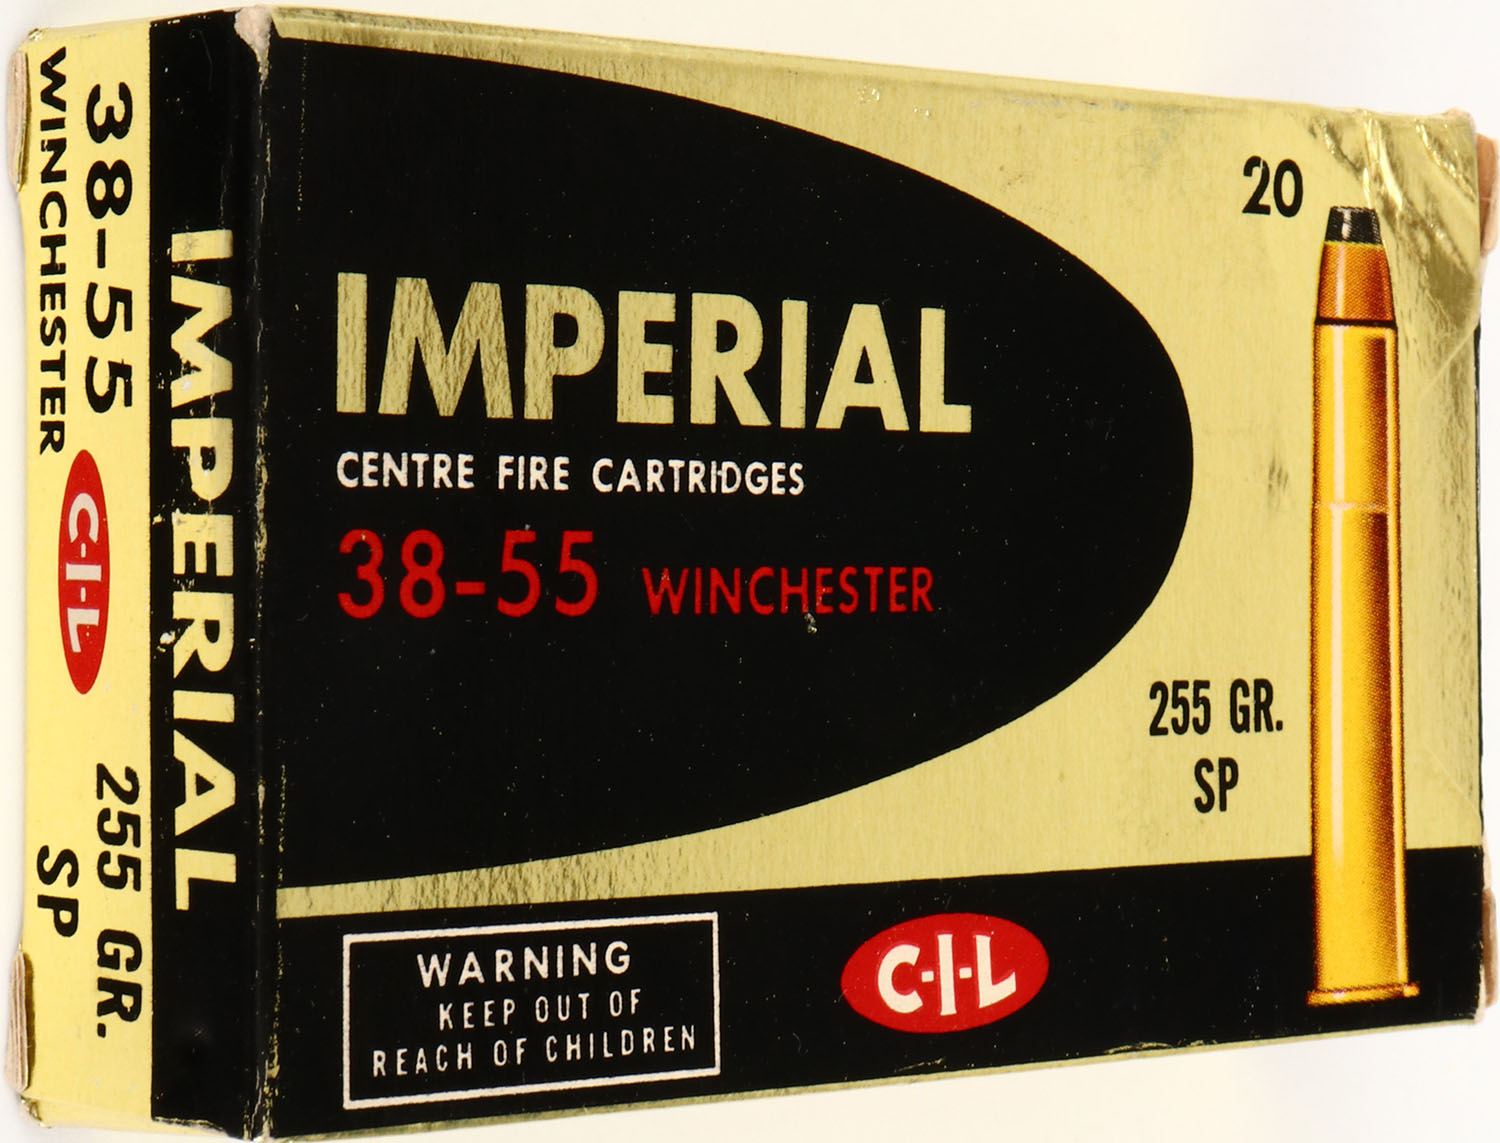 38-55
WINCHESTER
C-I-L
255 GR.
SP
IMPERIAL
IMPERIAL
CENTRE FIRE CARTRIDGES
38-55 WINCHESTER
20
255 GR.
SP
WARNING
KEEP OUT OF
REACH OF CHILDREN
C-I-L